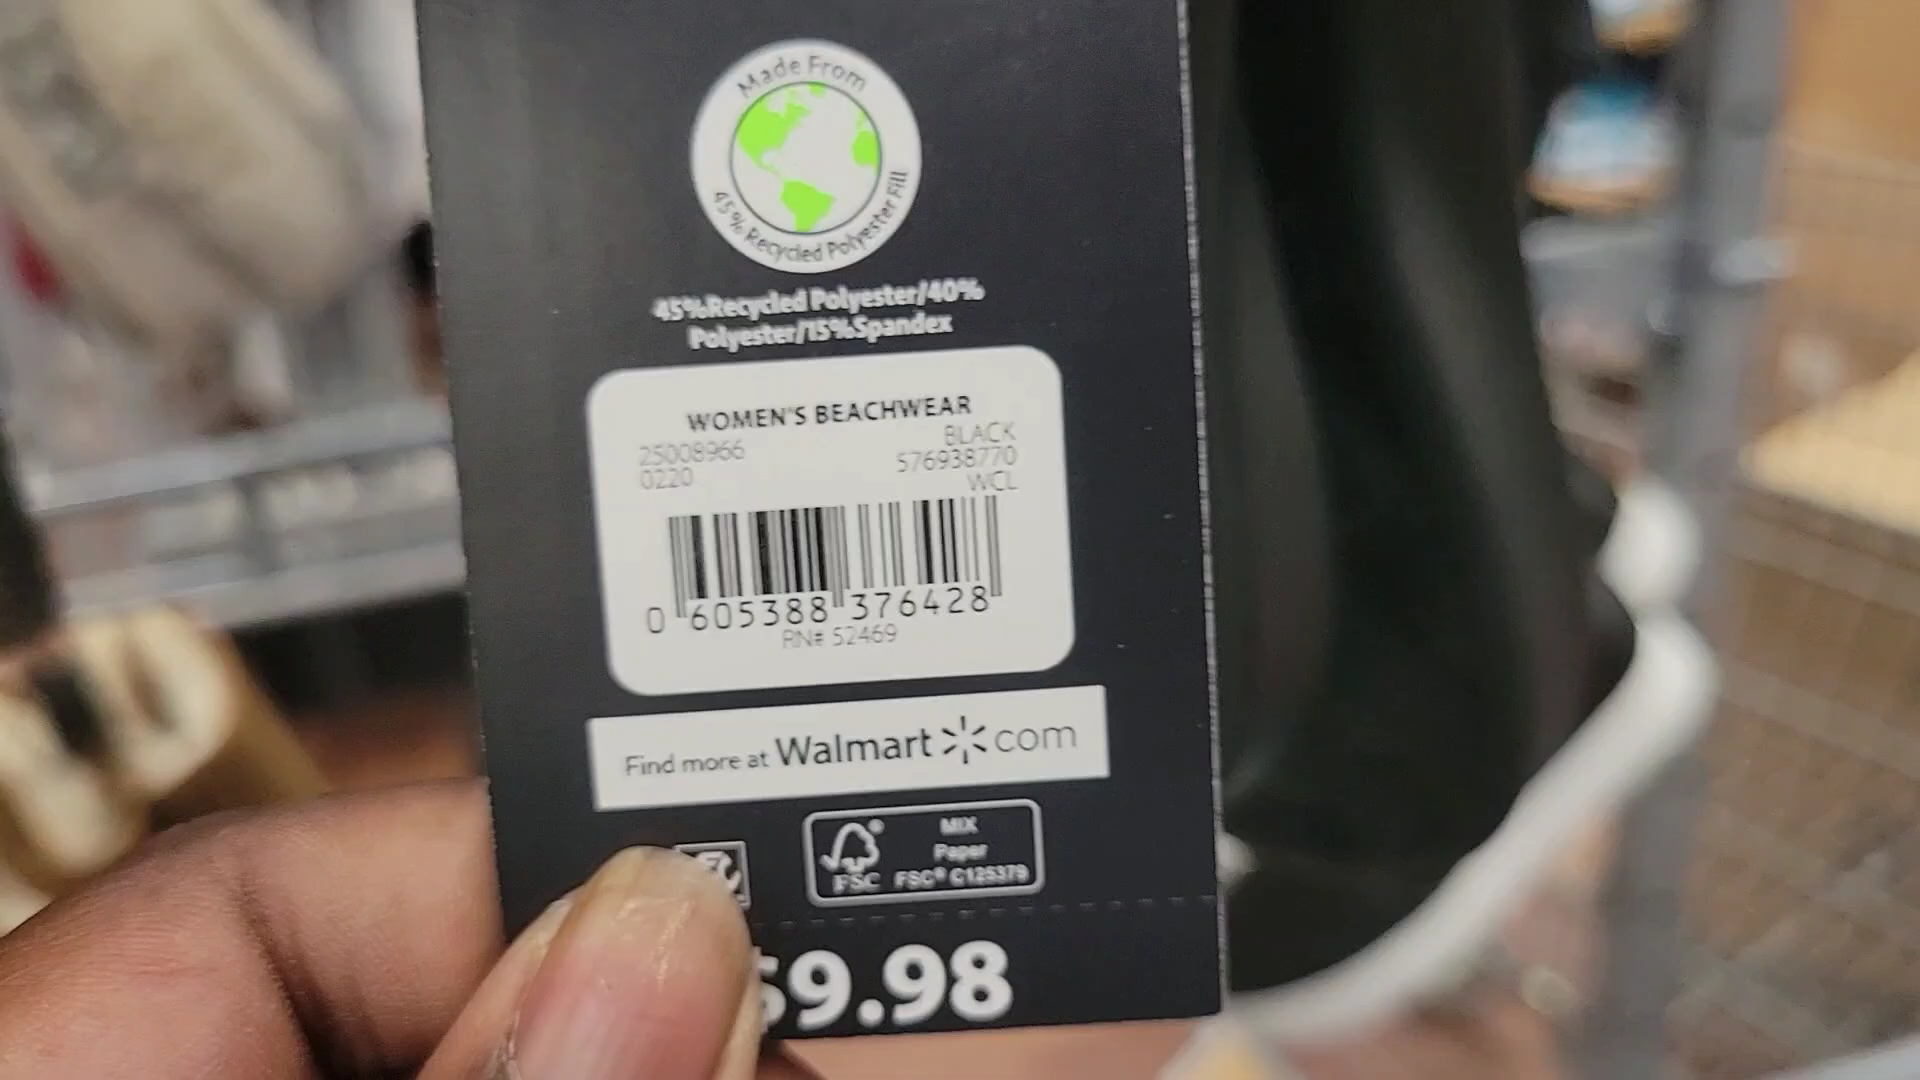 Made From
45% Recycled Polyester Fill
45%Recycled Polyester/40%
Polyester/15%Spandex
WOMEN'S BEACHWEAR
25008966 BLACK
0220 576938770
WCL
0 605388 376428
RN# 52469
Find more at Walmart com
FSC MIX
Paper
FSC® C125379
$9.98